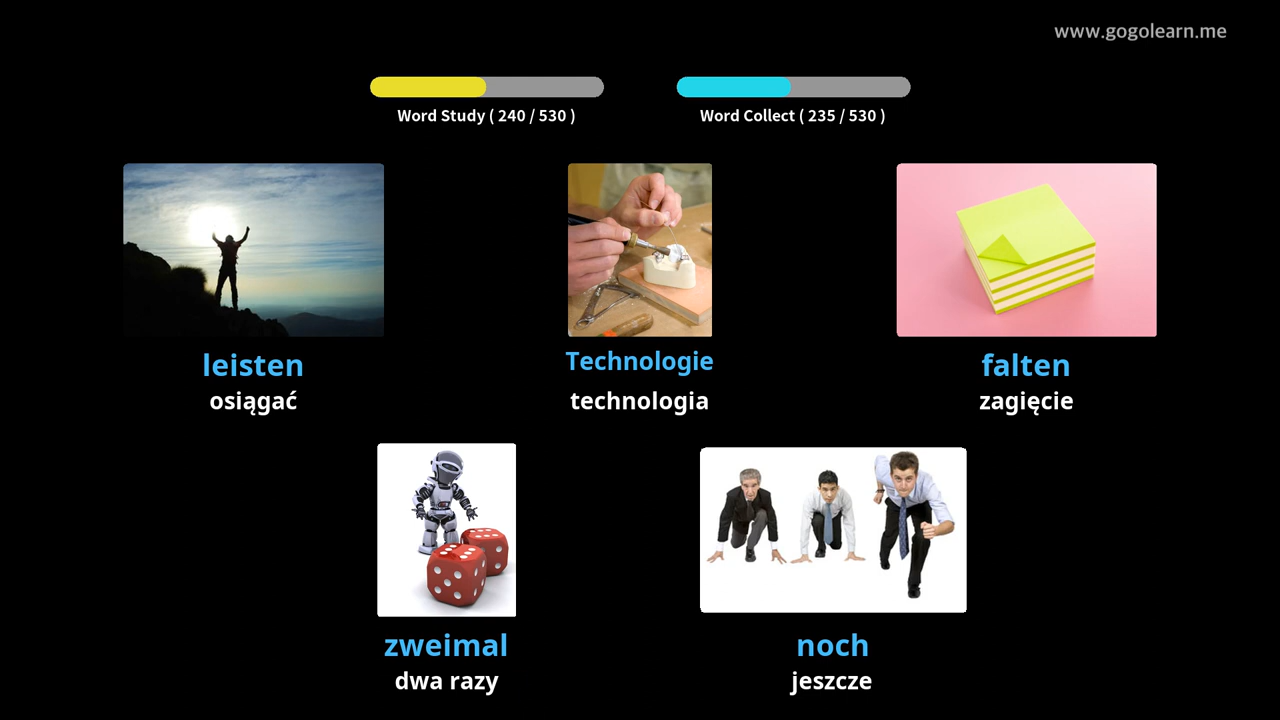 www.gogolearn.me
Word Study ( 240 / 530 )
Word Collect ( 235 / 530 )
leisten
osiągać
Technologie
technologia
falten
zagięcie
zweimal
dwa razy
noch
jeszcze